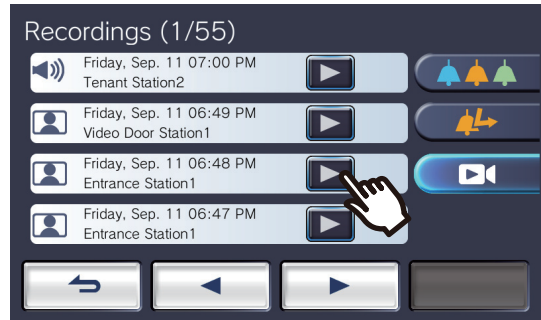 Recordings (1/55)
Friday, Sep. 11 07:00 PM
Tenant Station2
Friday, Sep. 11 06:49 PM
Video Door Station1
Friday, Sep. 11 06:48 PM
Entrance Station1
Friday, Sep. 11 06:47 PM
Entrance Station1